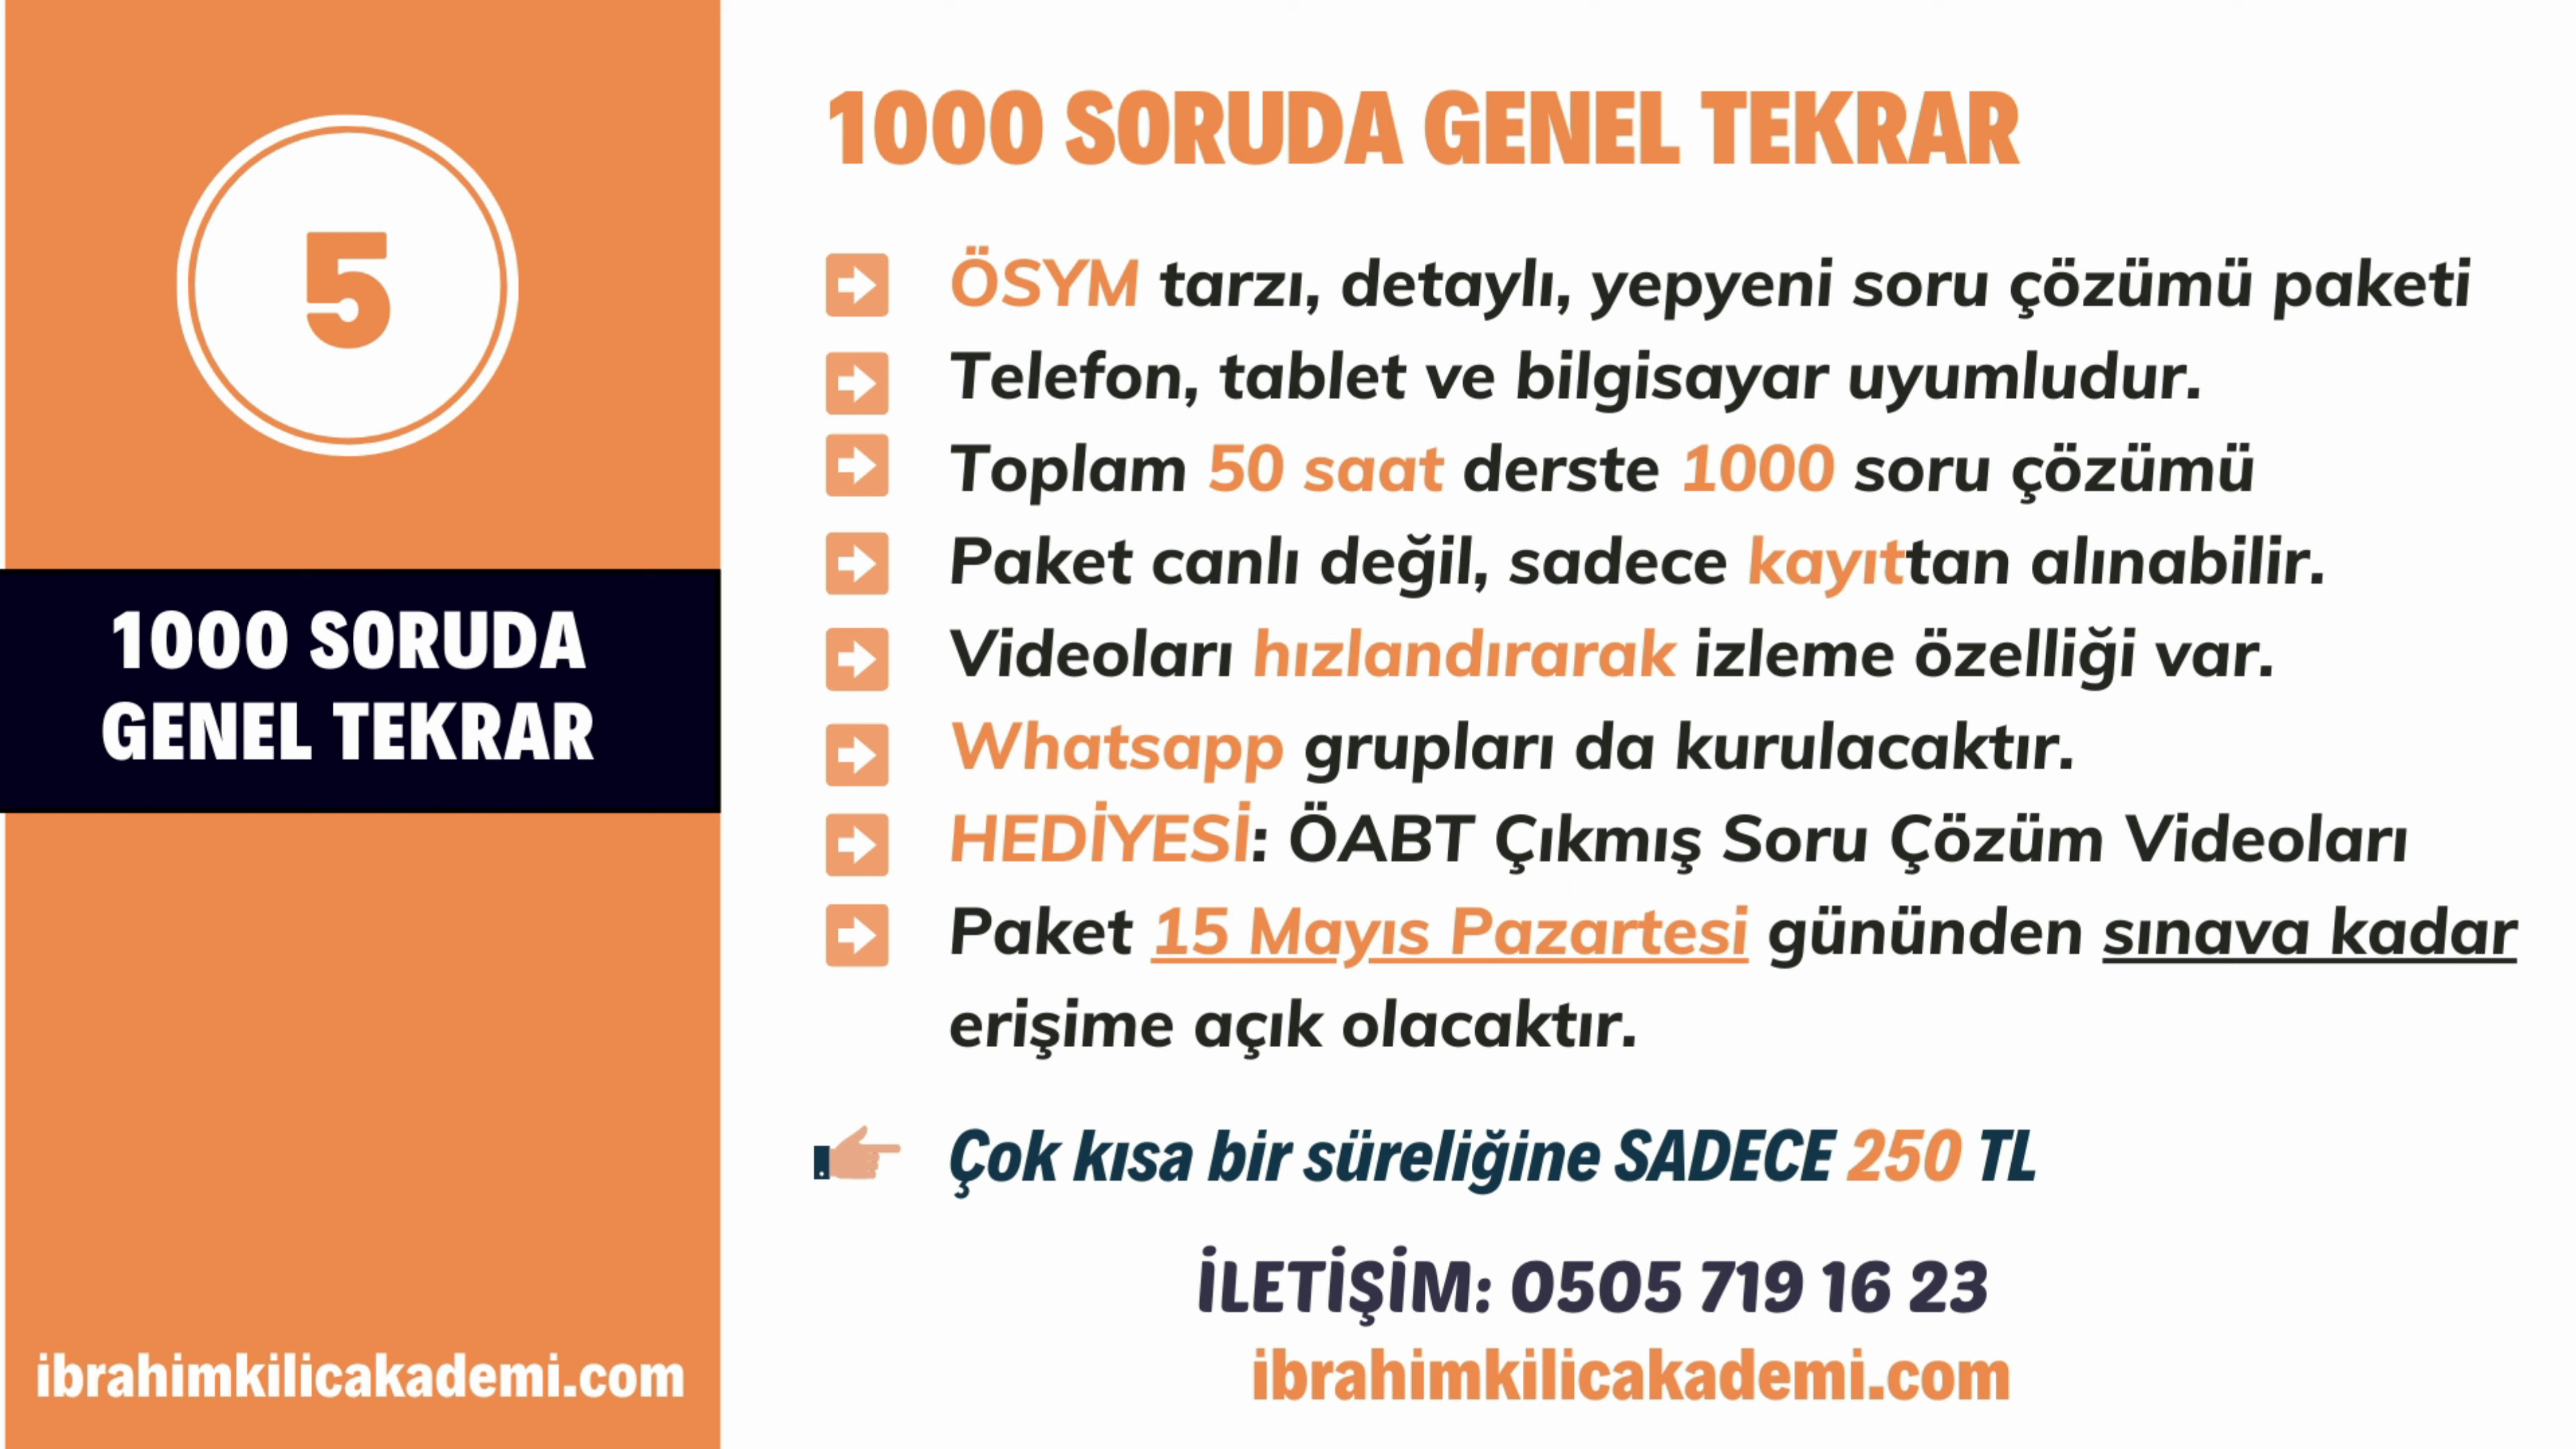 5
1000 SORUDA
GENEL TEKRAR
ibrahimkilicakademi.com
1000 SORUDA GENEL TEKRAR
ÖSYM tarzı, detaylı, yepyeni soru çözümü paketi
Telefon, tablet ve bilgisayar uyumludur.
Toplam 50 saat derste 1000 soru çözümü
Paket canlı değil, sadece kayıttan alınabilir.
Videoları hızlandırarak izleme özelliği var.
Whatsapp grupları da kurulacaktır.
HEDİYESİ: ÖABT Çıkmış Soru Çözüm Videoları
Paket 15 Mayıs Pazartesi gününden sınava kadar
erişime açık olacaktır.
Çok kısa bir süreliğine SADECE 250 TL
İLETİŞİM: 0505 719 16 23
ibrahimkilicakademi.com